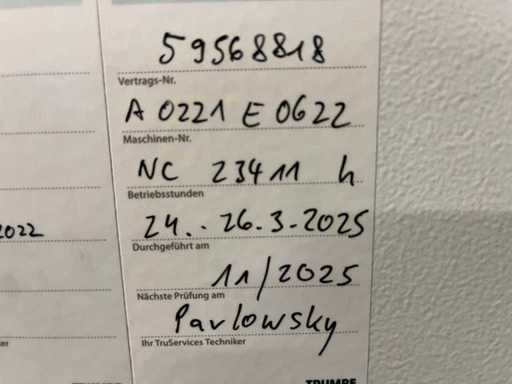 59568818
Vertrags-Nr.
A 0221 E 0622
Maschinen-Nr.
NC 23411 h
Betriebsstunden
2022
24. - 26.3.2025
Durchgeführt am
11/2025
Nächste Prüfung am
Pavlowsky
Ihr TruServices Techniker
TRUMPF